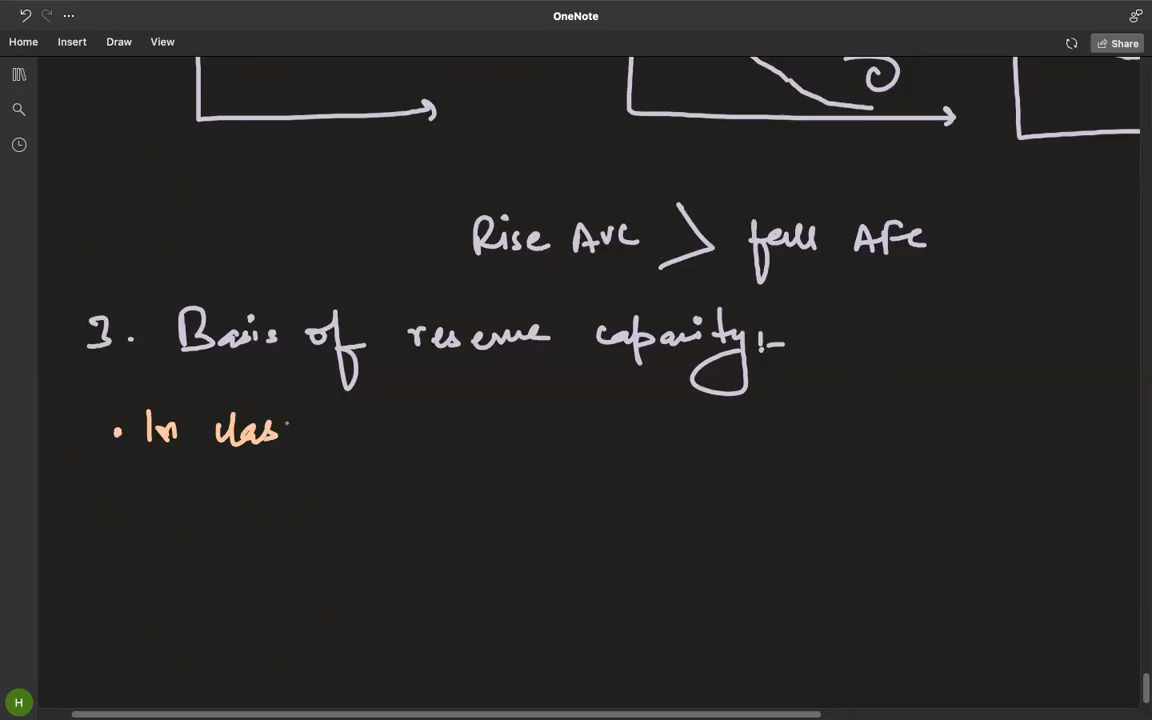 OneNote
Home Insert Draw View Share
Rise AVC > fall AFC
3. Basis of reserve capacity:-
• In clas
H